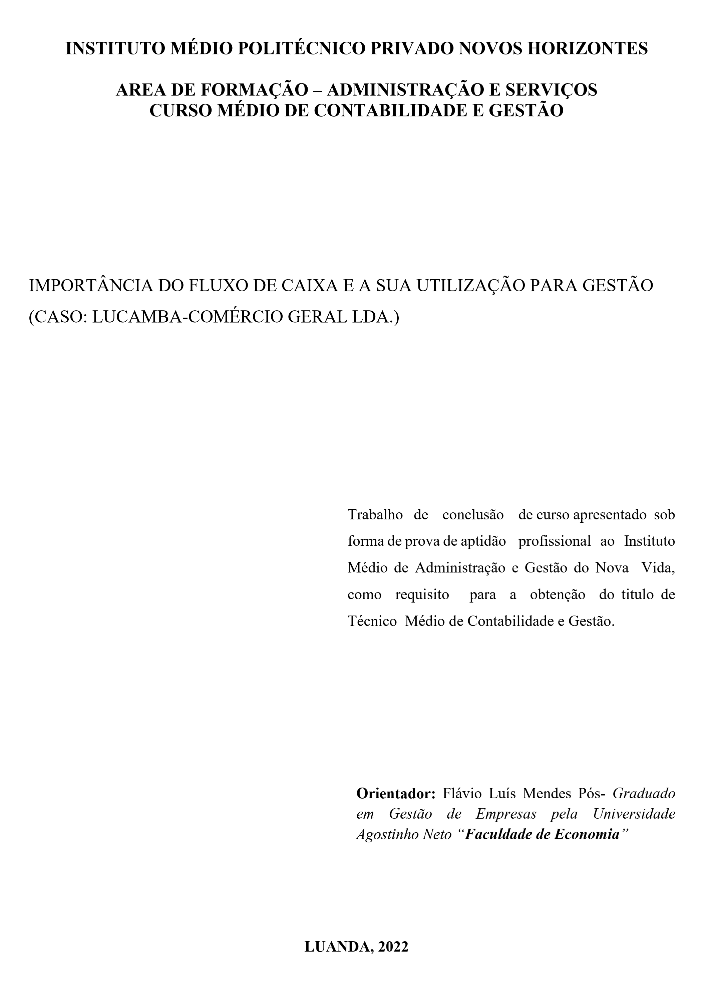 INSTITUTO MÉDIO POLITÉCNICO PRIVADO NOVOS HORIZONTES
AREA DE FORMAÇÃO – ADMINISTRAÇÃO E SERVIÇOS
CURSO MÉDIO DE CONTABILIDADE E GESTÃO
IMPORTÂNCIA DO FLUXO DE CAIXA E A SUA UTILIZAÇÃO PARA GESTÃO
(CASO: LUCAMBA-COMÉRCIO GERAL LDA.)
Trabalho de conclusão de curso apresentado sob
forma de prova de aptidão profissional ao Instituto
Médio de Administração e Gestão do Nova Vida,
como requisito para a obtenção do titulo de
Técnico Médio de Contabilidade e Gestão.
Orientador: Flávio Luís Mendes Pós- Graduado
em Gestão de Empresas pela Universidade
Agostinho Neto “Faculdade de Economia”
LUANDA, 2022